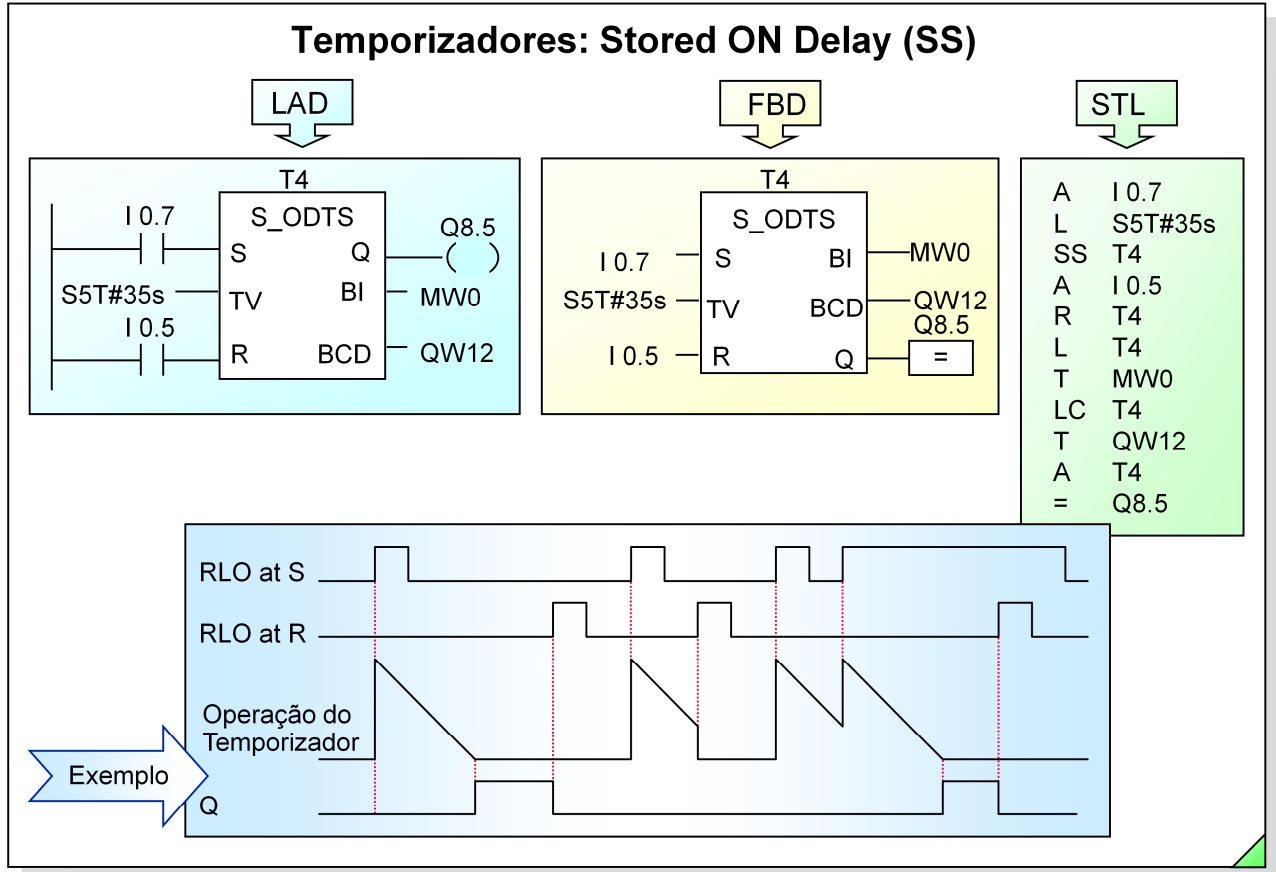 Temporizadores: Stored ON Delay (SS)
LAD
T4
I 0.7
S_ODTS
Q8.5
S
Q
( )
S5T#35s
TV
BI
MW0
I 0.5
R
BCD
QW12
FBD
T4
S_ODTS
I 0.7
S
BI
MW0
S5T#35s
TV
BCD
QW12
Q8.5
I 0.5
R
Q
=
STL
A I 0.7
L S5T#35s
SS T4
A I 0.5
R T4
L T4
T MW0
LC T4
T QW12
A T4
= Q8.5
RLO at S
RLO at R
Operação do
Temporizador
Exemplo
Q